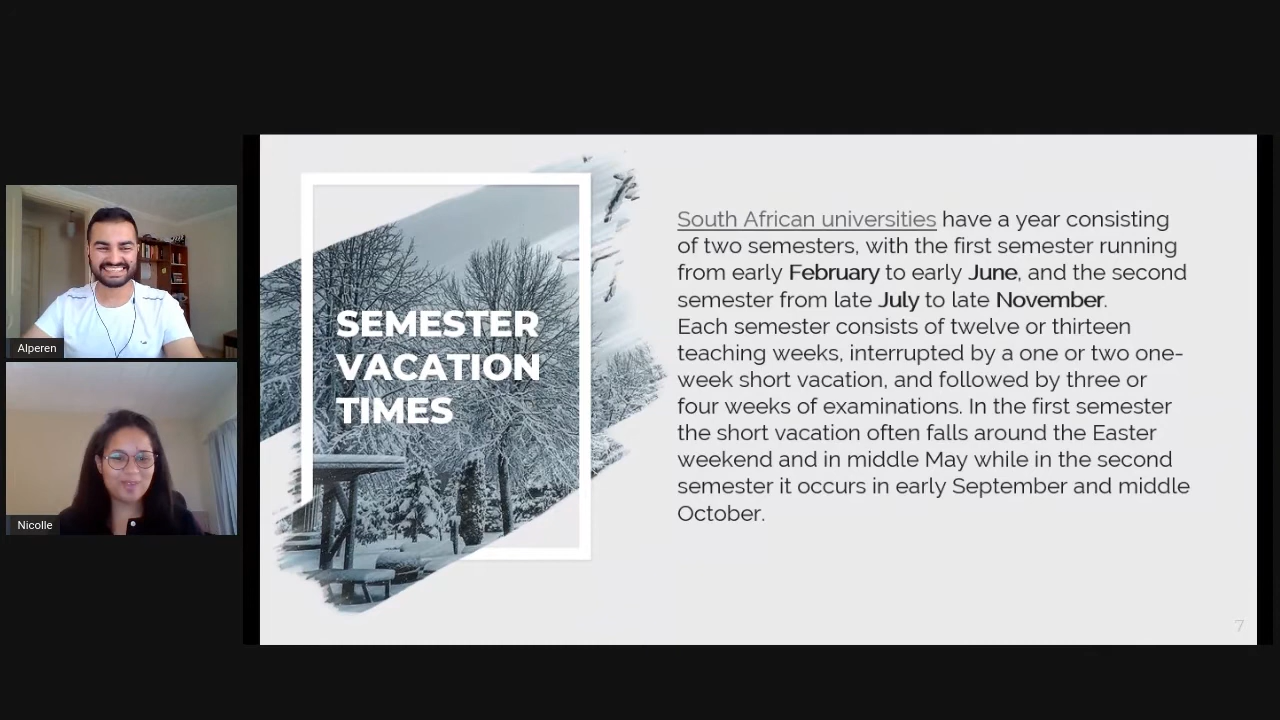 Alperen
Nicolle
SEMESTER
VACATION
TIMES
South African universities have a year consisting
of two semesters, with the first semester running
from early February to early June, and the second
semester from late July to late November.
Each semester consists of twelve or thirteen
teaching weeks, interrupted by a one or two one-
week short vacation, and followed by three or
four weeks of examinations. In the first semester
the short vacation often falls around the Easter
weekend and in middle May while in the second
semester it occurs in early September and middle
October.
7